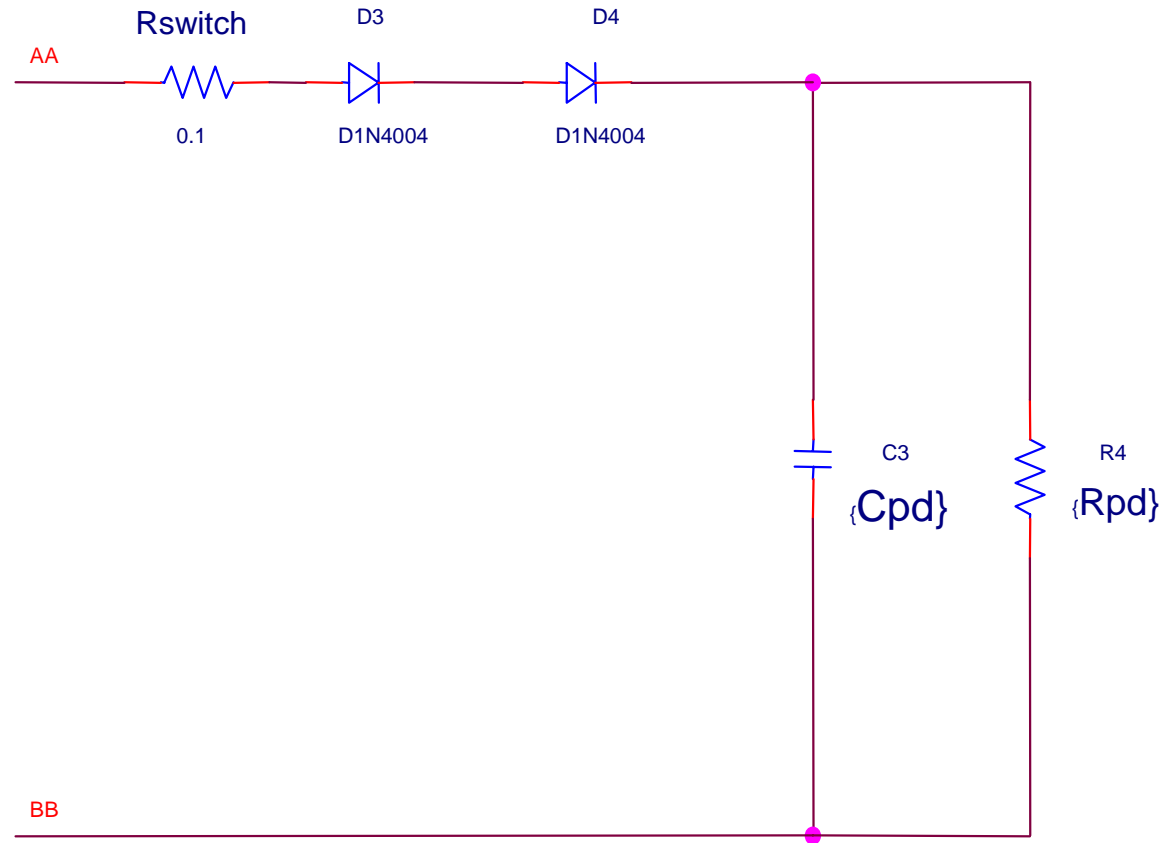 Rswitch
D3
D4
AA
0.1
D1N4004
D1N4004
C3
R4
{Cpd}
{Rpd}
BB